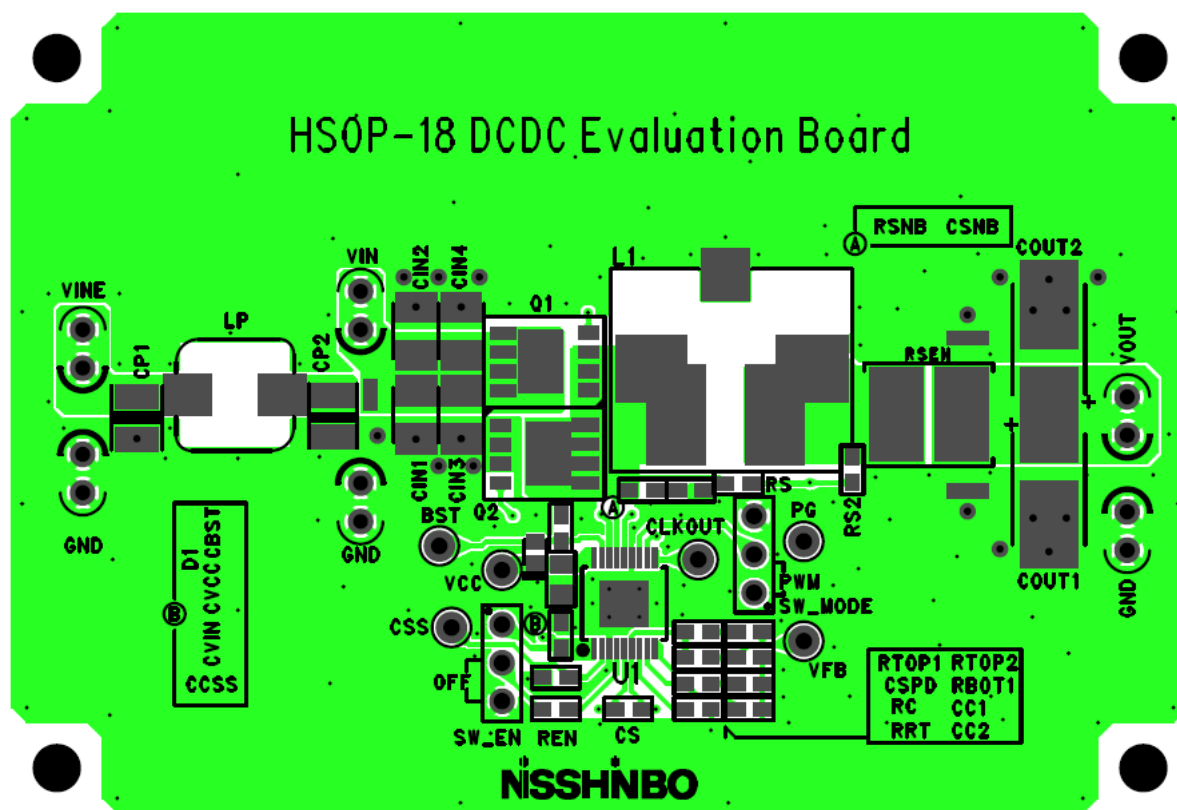 HSOP-18 DCDC Evaluation Board
RSNB CSNB
A
COUT2
VIN
CIN2
CIN4
L1
VINE
LP
Q1
CP1
CP2
RSEN
VOUT
+
+
CIN1
CIN3
Q2
A
RS
RS2
BST
CLKOUT
PG
GND
GND
COUT1
GND
D1
CVCC CBST
CVIN
CCSS
B
VCC
PWM
SW_MODE
CSS
B
OFF
U1
VFB
RTOP1 RTOP2
CSPD RBOT1
RC CC1
RRT CC2
SW_EN
REN
CS
NISSHINBO